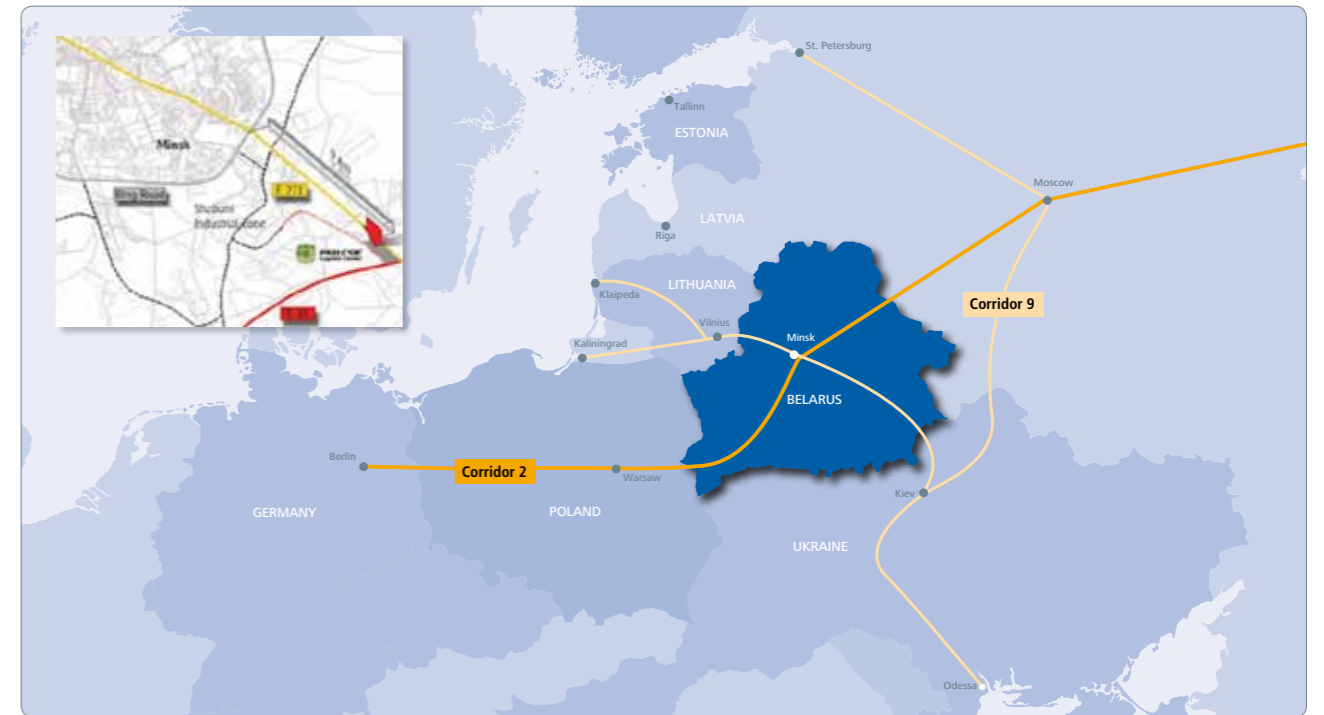 St. Petersburg
Tallinn
ESTONIA
Moscow
LATVIA
Riga
LITHUANIA
Klaipeda
Corridor 9
Vilnius
Kaliningrad
Minsk
BELARUS
Berlin
Corridor 2
Warsaw
Kiev
GERMANY
POLAND
UKRAINE
Odessa
Minsk
Ring Road
Industrial Zone